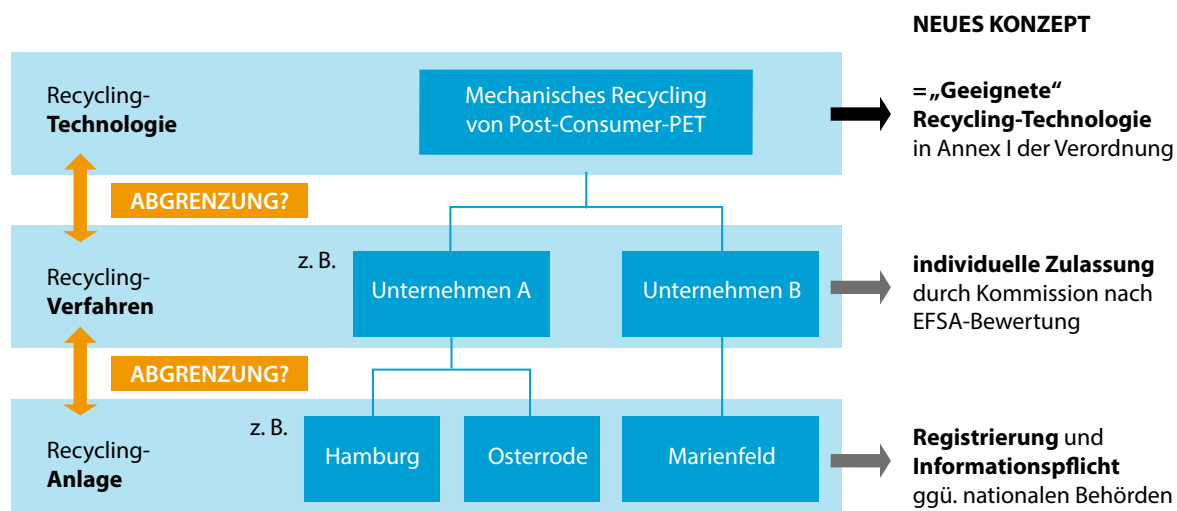 NEUES KONZEPT
Recycling-
Technologie
Mechanisches Recycling
von Post-Consumer-PET
= „Geeignete“
Recycling-Technologie
in Annex I der Verordnung
ABGRENZUNG?
Recycling-
Verfahren
z. B.
Unternehmen A
Unternehmen B
individuelle Zulassung
durch Kommission nach
EFSA-Bewertung
ABGRENZUNG?
Recycling-
Anlage
z. B.
Hamburg
Osterrode
Marienfeld
Registrierung und
Informationspflicht
ggü. nationalen Behörden